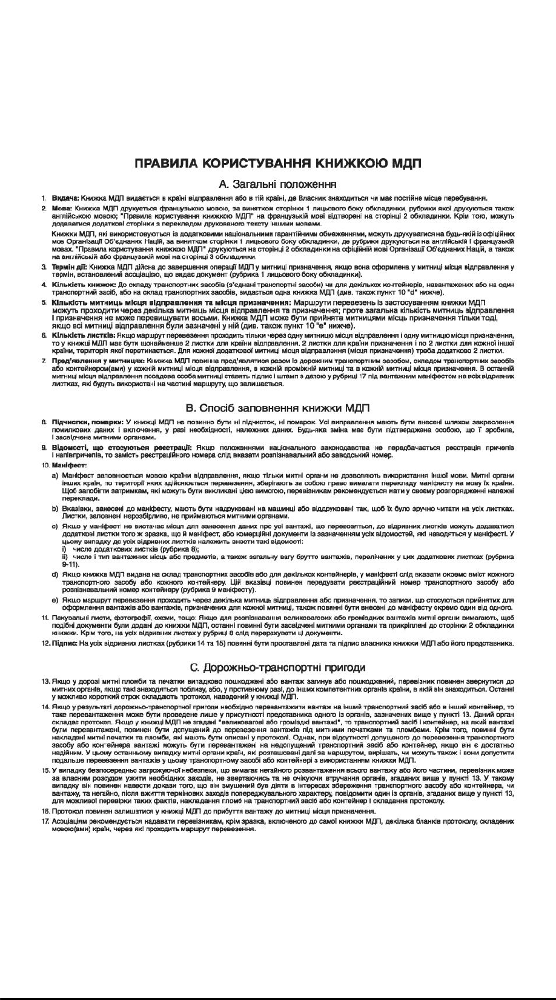 ПРАВИЛА КОРИСТУВАННЯ КНИЖКОЮ МДП
А. Загальні положення
1. Видача: Книжка МДП видається в країні відправлення або в тій країні, де Власник знаходиться чи має постійне місце перебування.
2. Мова: Книжка МДП друкується французькою мовою, за винятком сторінки 1 лицьового боку обкладинки, рубрики якої друкуються також
англійською мовою; "Правила користування книжкою МДП" на французькій мові відтворені на сторінці 2 обкладинки. Крім того, можуть
додаватися додаткові сторінки з перекладом друкованого тексту іншими мовами.
Книжки МДП, які використовуються із додатковими національними гарантійними обмеженнями, можуть друкуватися на будь-якій із офіційних
мов Організації Об'єднаних Націй, за винятком сторінки 1 лицьового боку обкладинки, де рубрики друкуються на англійській і французькій
мовах. "Правила користування книжкою МДП" друкуються на сторінці 2 обкладинки на офіційній мові Організації Об'єднаних Націй, а також
на англійській або французькій мові на сторінці 3 обкладинки.
3. Термін дії: Книжка МДП дійсна до завершення операції МДП у митниці призначення, якщо вона оформлена у митниці місця відправлення у
термін, встановлений асоціацією, що видає документ (рубрика 1 лицьового боку обкладинки).
4. Кількість книжок: До складу транспортних засобів (з'єднані транспортні засоби) чи для декількох контейнерів, навантажених або на один
транспортний засіб, або на склад транспортних засобів, видається одна книжка МДП (див. також пункт 10 "d" нижче).
5. Кількість митниць місця відправлення та місця призначення: Маршрути перевезень із застосуванням книжки МДП
можуть проходити через декілька митниць місця відправлення та призначення; проте загальна кількість митниць відправлення
і призначення не може перевищувати восьми. Книжка МДП може бути прийнята митницями місць призначення тільки тоді,
якщо всі митниці відправлення були зазначені у ній (див. також пункт 10 "e" нижче).
6. Кількість листків: Якщо маршрут перевезення проходить тільки через одну митницю місця відправлення і одну митницю місця призначення,
то у книжці МДП має бути щонайменше 2 листки для країни відправлення. 2 листки для країни призначення і по 2 листки для кожної іншої
країни, територія якої перетинається. Для кожної додаткової митниці місця відправлення (місця призначення) треба додатково 2 листки.
7. Пред'явлення у митницях: Книжка МДП повинна пред'являтися разом із дорожним транспортним засобом, складом транспортних засобів
або контейнером(ами) у кожній митниці місця відправлення, в кожній проміжній митниці та в кожній митниці місця призначення. В останній
митниці місця відправлення посадова особа митниці ставить підпис і штамп з датою у рубриці 17 під вантажним маніфестом на всіх відривних
листках, які будуть використані на частині маршруту, що залишається.
В. Спосіб заповнення книжки МДП
8. Підчистки, помарки: У книжці МДП не повинно бути ні підчисток, ні помарок. Усі виправлення мають бути внесені шляхом закреслення
помилкових даних і включення, у разі необхідності, належних даних. Будь-яка зміна має бути підтверджена особою, що її зробила,
і засвідчена митними органами.
9. Відомості, що стосуються реєстрації: Якщо положеннями національного законодавства не передбачається реєстрація причепів
і напівпричепів, то замість реєстраційного номера слід вказати розпізнавальний або заводський номер.
10. Маніфест:
а) Маніфест заповнюється мовою країни відправлення, якщо тільки митні органи не дозволяють використання іншої мови. Митні органи
інших країн, по території яких здійснюється перевезення, зберігають за собою право вимагати перекладу маніфесту на мову їх країни.
Щоб запобігти затримкам, які можуть бути викликані цією вимогою, перевізникам рекомендується мати у своєму розпорядженні належні
переклади.
b) Вказівки, занесені до маніфесту, мають бути надруковані на машинці або віддруковані так, щоб їх було зручно читати на усіх листках.
Листки, заповнені нерозбірливо, не приймаються митними органами.
c) Якщо у маніфесті не вистачає місця для занесення даних про усі вантажі, що перевозяться, до відривних листків можуть додаватися
додаткові листки того ж зразка, що й маніфест, або комерційні документи із зазначенням усіх відомостей, які наводяться у маніфесті. У
цьому випадку до усіх відривних листків належить внести такі відомості:
i) число додаткових листків (рубрика 8);
ii) число і тип вантажних місць або предметів, а також загальну вагу брутто вантажів, перелічених у цих додаткових листках (рубрика
9-11).
d) Якщо книжка МДП видана на склад транспортних засобів або для декількох контейнерів, у маніфесті слід вказати окремо вміст кожного
транспортного засобу або кожного контейнеру. Цій вказівці повинен передувати реєстраційний номер транспортного засобу або
розпізнавальний номер контейнеру (рубрика 9 маніфесту).
e) Якщо маршрут перевезення проходить через декілька митниць відправлення або призначення, то записи, що стосуються прийнятих для
оформлення вантажів або вантажів, призначених для кожної митниці, також повинні бути внесені до маніфесту окремо один від одного.
11. Пакувальні листи, фотографії, схеми, тощо: Якщо для розпізнавання великовагових або громіздких вантажів митні органи вимагають, щоб
подібні документи були додані до книжки МДП, останні повинні бути засвідчені митними органами та прикріплені до сторінки 2 обкладинки
книжки. Крім того, на усіх відривних листах у рубриці 8 слід перерахувати ці документи.
12. Підпис: На усіх відривних листках (рубрики 14 та 15) повинні бути проставлені дата та підпис власника книжки МДП або його представника.
С. Дорожньо-транспортні пригоди
13. Якщо у дорозі митні пломби та печатки випадково пошкоджені або вантаж загинув або пошкоджений, перевізник повинен звернутися до
митних органів, якщо такі знаходяться поблизу, або, у противному разі, до інших компетентних органів країни, в якій він знаходиться. Останні
у можливо короткий строк складають протокол, наведений у книжці МДП.
14. Якщо у результаті дорожньо-транспортної пригоди необхідно перевантажити вантаж на інший транспортний засіб або в інший контейнер, то
таке перевантаження може бути проведене лише у присутності представника одного із органів, зазначених вище у пункті 13. Даний орган
складає протокол. Якщо у книжці МДП не згадані "великовагові або громіздкі вантажі", то транспортний засіб і контейнер, на який вантажі
були перевантажені, повинен бути допущений до перевезення вантажів під митними печатками та пломбами. Крім того, повинні бути
накладені митні печатки та пломби, які мають бути описані у протоколі. Однак, при відсутності допущеного до перевезення транспортного
засобу або контейнера вантажі можуть бути перевантажені на недопущений транспортний засіб або контейнер, якщо він є достатньо
надійним. У цьому останньому випадку митні органи країн, які розташовані далі за маршрутом, вирішать, чи можуть також і вони допустити
подальше перевезення вантажів у цьому транспортному засобі або контейнері з використанням книжки МДП.
15. У випадку безпосередньо загрожуючої небезпеки, що вимагає негайного розвантаження всього вантажу або його частини, перевізник може
за власним розсудом ужити необхідних заходів, не звертаючись та не очікуючи втручання органів, згаданих вище у пункті 13. У такому
випадку він повинен навести докази того, що він змушений був діяти в інтересах збереження транспортного засобу або контейнера, чи
вантажу, та негайно, після вжиття термінових заходів попереджувального характеру, повідомити один із органів, згаданих вище у пункті 13,
для можливої перевірки таких фактів, накладання пломб на транспортний засіб або контейнер і складання протоколу.
16. Протокол повинен залишатися у книжці МДП до прибуття вантажу до митниці місця призначення.
17. Асоціаціям рекомендується надавати перевізникам, крім зразка, включеного до самої книжки МДП, декілька бланків протоколу, складених
мовою(ами) країн, через які проходить маршрут перевезення.